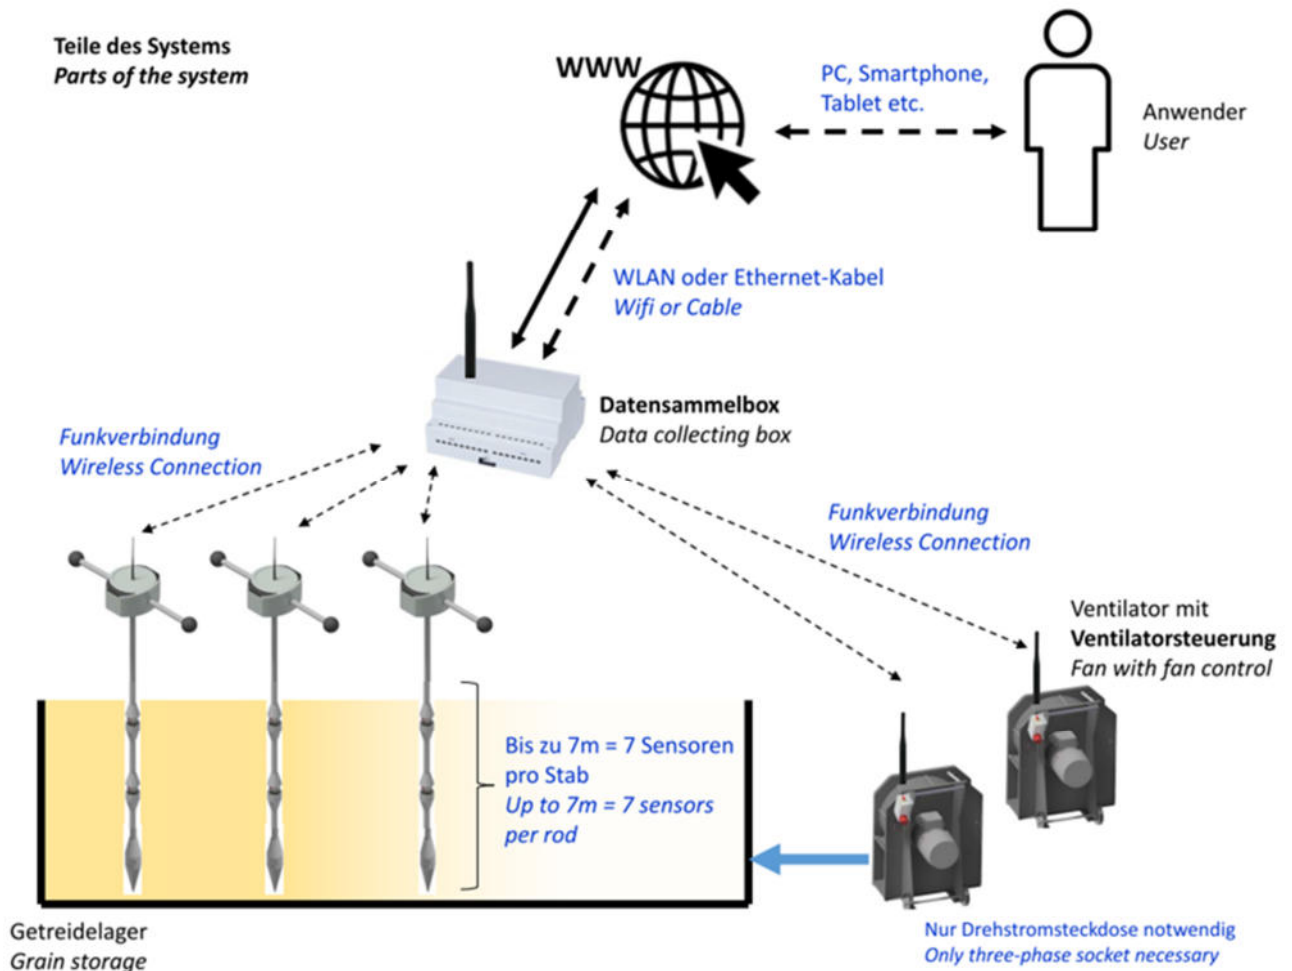 Teile des Systems
Parts of the system
WWW
PC, Smartphone,
Tablet etc.
Anwender
User
WLAN oder Ethernet-Kabel
Wifi or Cable
Datensammelbox
Data collecting box
Funkverbindung
Wireless Connection
Funkverbindung
Wireless Connection
Ventilator mit
Ventilatorsteuerung
Fan with fan control
Bis zu 7m = 7 Sensoren
pro Stab
Up to 7m = 7 sensors
per rod
Getreidelager
Grain storage
Nur Drehstromsteckdose notwendig
Only three-phase socket necessary